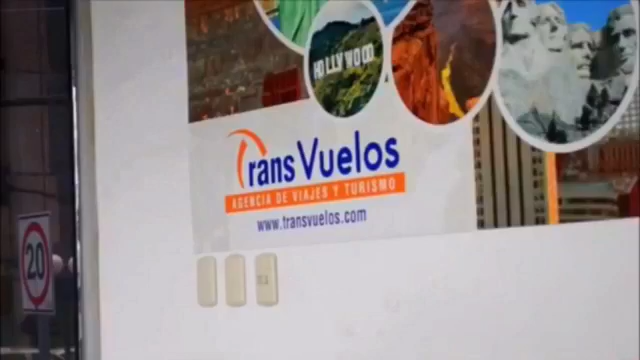 HOLLYWOOD
TransVuelos
AGENCIA DE VIAJES Y TURISMO
www.transvuelos.com
20